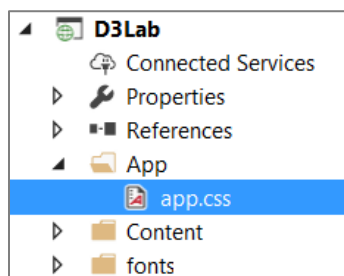 D3Lab
Connected Services
Properties
References
App
app.css
Content
fonts